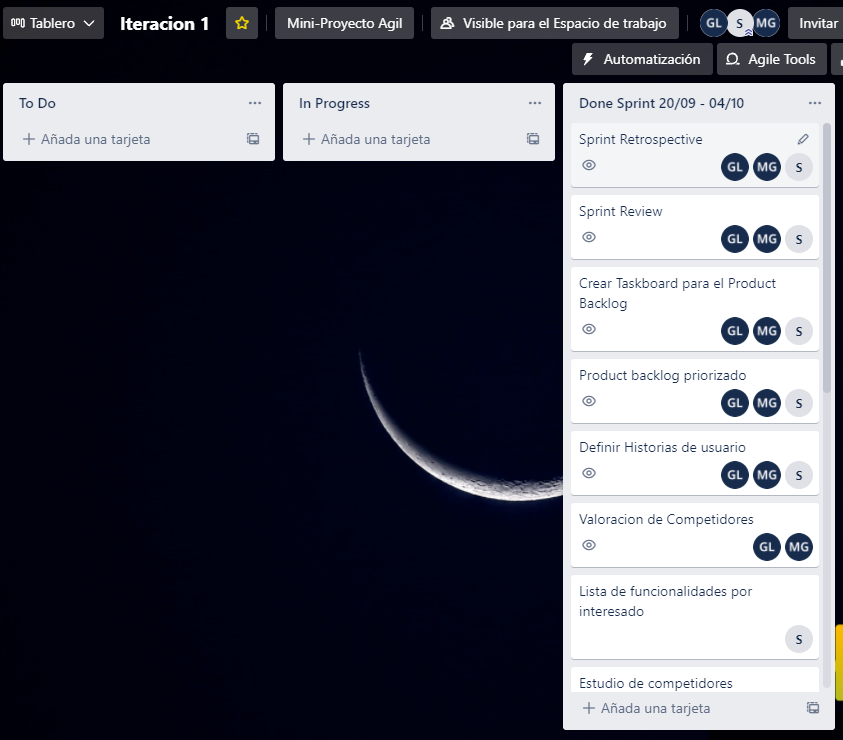 Tablero
Iteracion 1
Mini-Proyecto Agil
Visible para el Espacio de trabajo
GL
S
MG
Invitar
Automatización
Agile Tools
To Do
Añada una tarjeta
In Progress
Añada una tarjeta
Done Sprint 20/09 - 04/10
Sprint Retrospective
GL MG S
Sprint Review
GL MG S
Crear Taskboard para el Product
Backlog
GL MG S
Product backlog priorizado
GL MG S
Definir Historias de usuario
GL MG S
Valoracion de Competidores
GL MG
Lista de funcionalidades por
interesado
S
Estudio de competidores
Añada una tarjeta